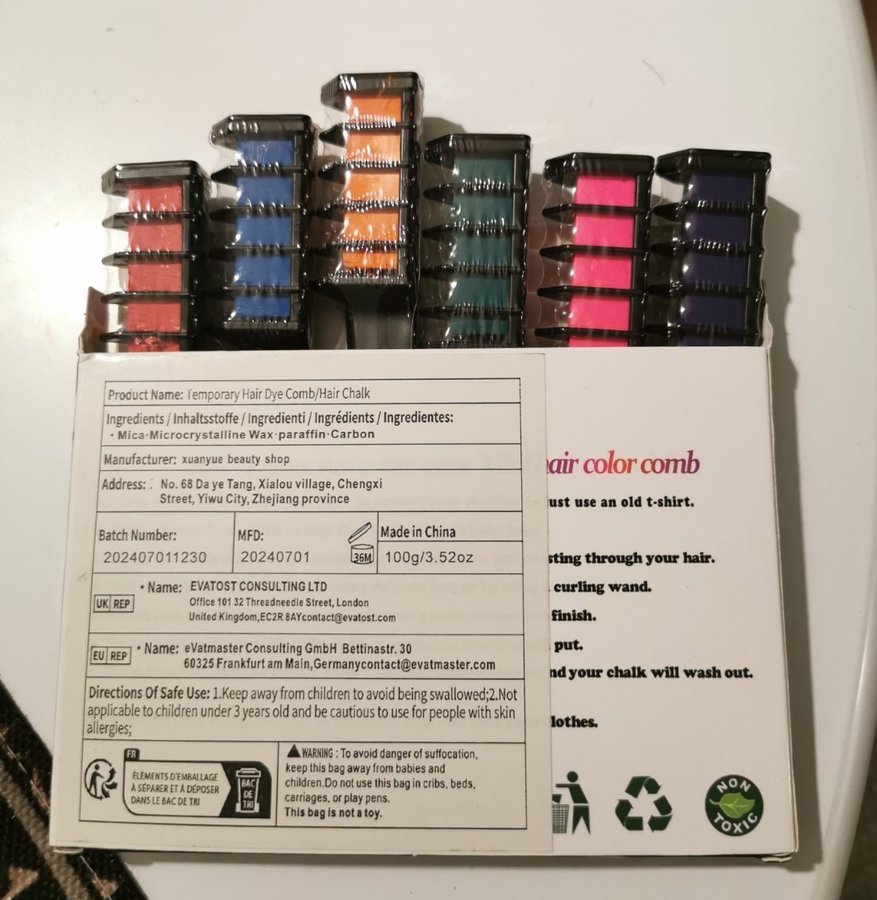 Product Name: Temporary Hair Dye Comb/Hair Chalk
Ingredients / Inhaltsstoffe / Ingredienti / Ingrédients / Ingredientes:
· Mica·Microcrystalline Wax·paraffin·Carbon
Manufacturer: xuanyue beauty shop
Address: : No. 68 Da ye Tang, Xialou village, Chengxi
Street, Yiwu City, Zhejiang province
Batch Number:
202407011230
MFD:
20240701
36M
Made in China
100g/3.52oz
UK REP
· Name: EVATOST CONSULTING LTD
Office 101 32 Threadneedle Street, London
United Kingdom,EC2R 8AYcontact@evatost.com
EU REP
· Name: eVatmaster Consulting GmbH Bettinastr. 30
60325 Frankfurt am Main,Germanycontact@evatmaster.com
Directions Of Safe Use: 1.Keep away from children to avoid being swallowed;2.Not
applicable to children under 3 years old and be cautious to use for people with skin
allergies;
FR
ÉLÉMENTS D'EMBALLAGE
À SÉPARER ET À DÉPOSER
DANS LE BAC DE TRI
BAC
DE
TRI
WARNING : To avoid danger of suffocation,
keep this bag away from babies and
children.Do not use this bag in cribs, beds,
carriages, or play pens.
This bag is not a toy.
hair color comb
ust use an old t-shirt.
sting through your hair.
curling wand.
finish.
put.
nd your chalk will wash out.
lothes.
NON
TOXIC